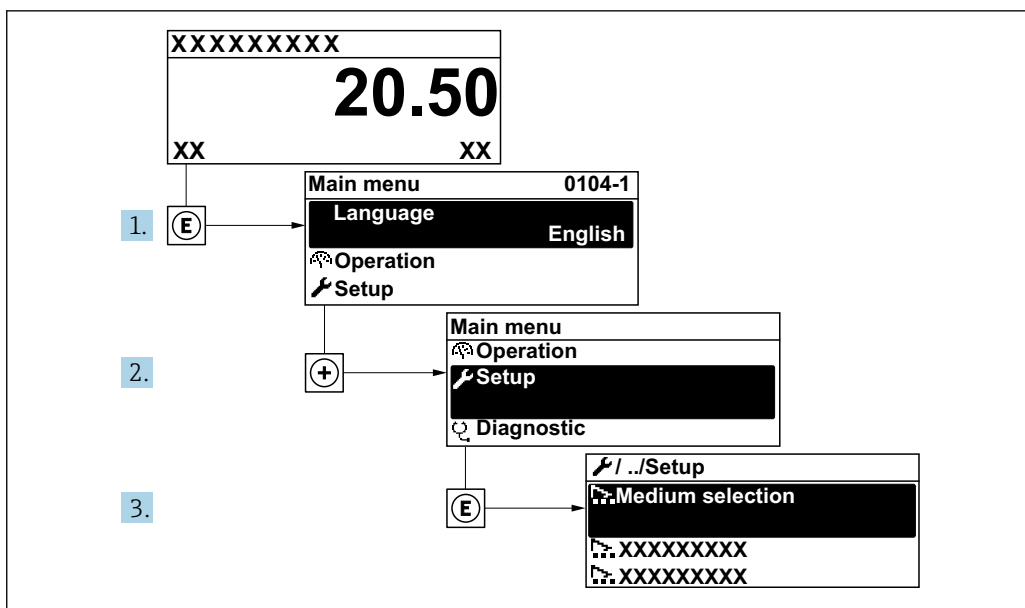 XXXXXXXXX
20.50
XX XX
Main menu 0104-1
Language
English
1. E
Operation
Setup
Main menu
Operation
2. +
Setup
Diagnostic
/ ../Setup
Medium selection
3. E
XXXXXXXXX
XXXXXXXXX